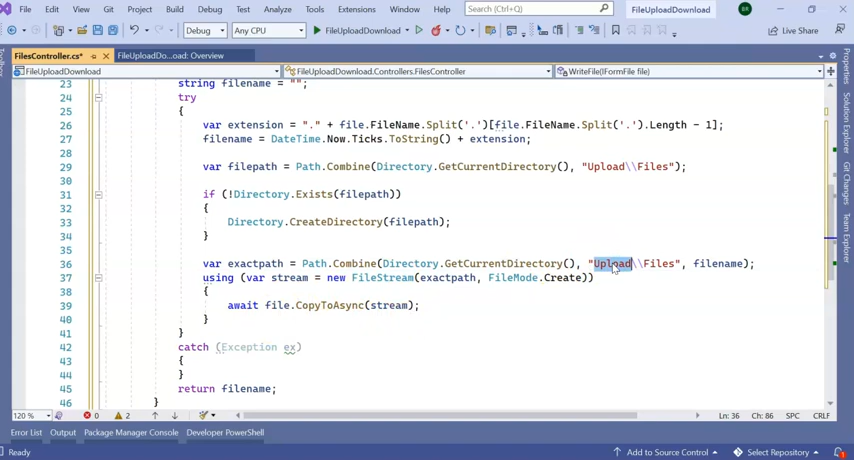 File Edit View Git Project Build Debug Test Analyze Tools Extensions Window Help Search (Ctrl+Q) FileUploadDownload BR
Debug Any CPU FileUploadDownload Live Share
FilesController.cs* FileUploadDo...oad: Overview
FileUploadDownload FileUploadDownload.Controllers.FilesController WriteFile(IFormFile file)
23 string filename = "";
24 try
25 {
26 var extension = "." + file.FileName.Split('.')[file.FileName.Split('.').Length - 1];
27 filename = DateTime.Now.Ticks.ToString() + extension;
28
29 var filepath = Path.Combine(Directory.GetCurrentDirectory(), "Upload\\Files");
30
31 if (!Directory.Exists(filepath))
32 {
33 Directory.CreateDirectory(filepath);
34 }
35
36 var exactpath = Path.Combine(Directory.GetCurrentDirectory(), "Upload\\Files", filename);
37 using (var stream = new FileStream(exactpath, FileMode.Create))
38 {
39 await file.CopyToAsync(stream);
40 }
41 }
42 catch (Exception ex)
43 {
44 }
45 return filename;
46 }
120 % 0 2 Ln: 36 Ch: 86 SPC CRLF
Error List Output Package Manager Console Developer PowerShell
Ready Add to Source Control Select Repository 1
Toolbox
Properties
Solution Explorer
Git Changes
Team Explorer